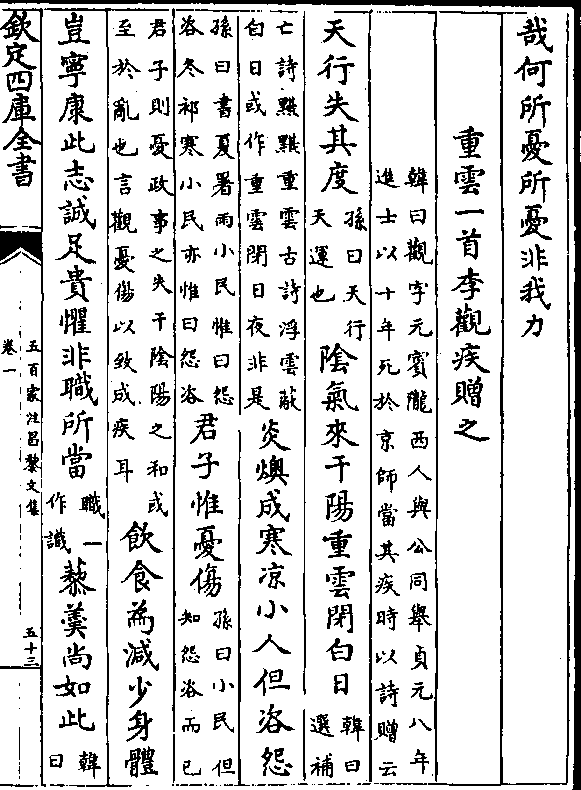 哉何所憂所憂非我力
重雲一首李觀疾贈之
韓曰觀字元賓隴西人與公同舉貞元八年
進士以十年死於京師當其疾時以詩贈云
天行失其度
孫曰天行
天運也
陰氣來干陽重雲閉白日
韓曰
選補
亡詩黮黮重雲古詩浮雲蔽
白日或作重雲閉日夜非是
炎燠成寒凉小人但咨怨
孫曰書夏暑雨小民惟曰怨
咨冬祁寒小民亦惟曰怨咨
君子惟憂傷
孫曰小民但
知怨咨而已
君子則憂政事之失干陰陽之和或
至於亂也言觀憂傷以致成疾耳
飲食為減少身體
豈寧康此志誠足貴懼非職所當
職一
作識
藜羮尚如此
韓
曰
欽定四庫全書
五百家注昌黎文集
卷一
五十三